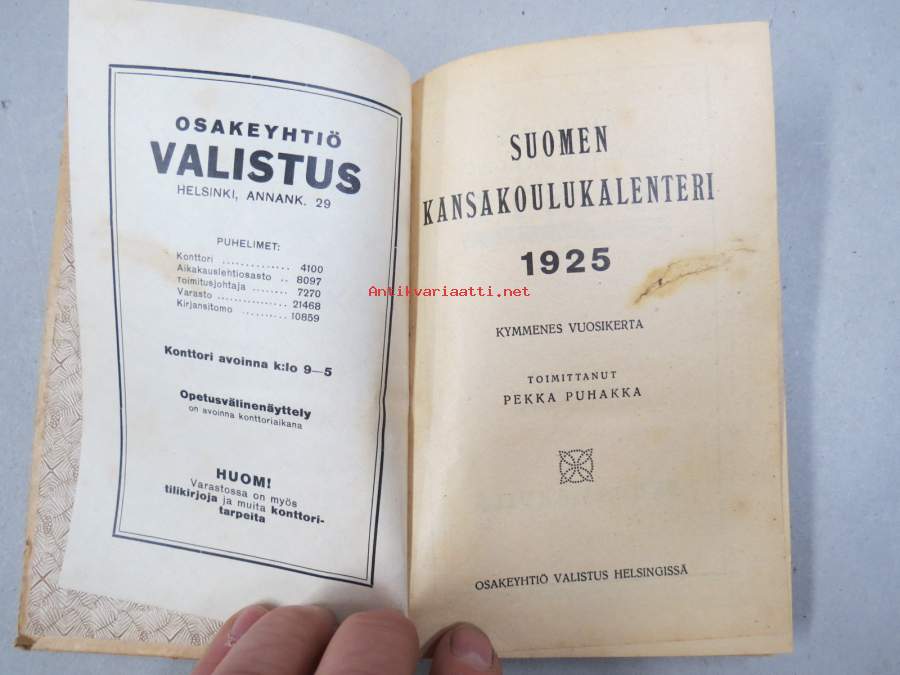 OSAKEYHTIÖ
VALISTUS
HELSINKI, ANNANK. 29
PUHELIMET:
Konttori .............. 4100
Aikakauslehtiosasto .. 8097
Toimitusjohtaja ........ 7270
Varasto ................ 21468
Kirjansitomo .......... 10859
Konttori avoinna k:lo 9—5
Opetusvälinenäyttely
on avoinna konttoriaikana
HUOM!
Varastossa on myös
tilikirjoja ja muita konttori-
tarpeita
SUOMEN
KANSAKOULUKALENTERI
1925
Antikvariaatti.net
KYMMENES VUOSIKERTA
TOIMITTANUT
PEKKA PUHAKKA
OSAKEYHTIÖ VALISTUS HELSINGISSÄ